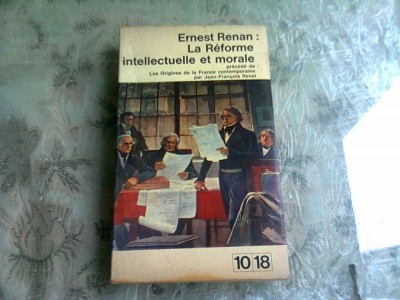 Ernest Renan :
La Réforme
intellectuelle et morale
précédé de :
Les Origines de la France contemporaine
par Jean-François Revel
10|18